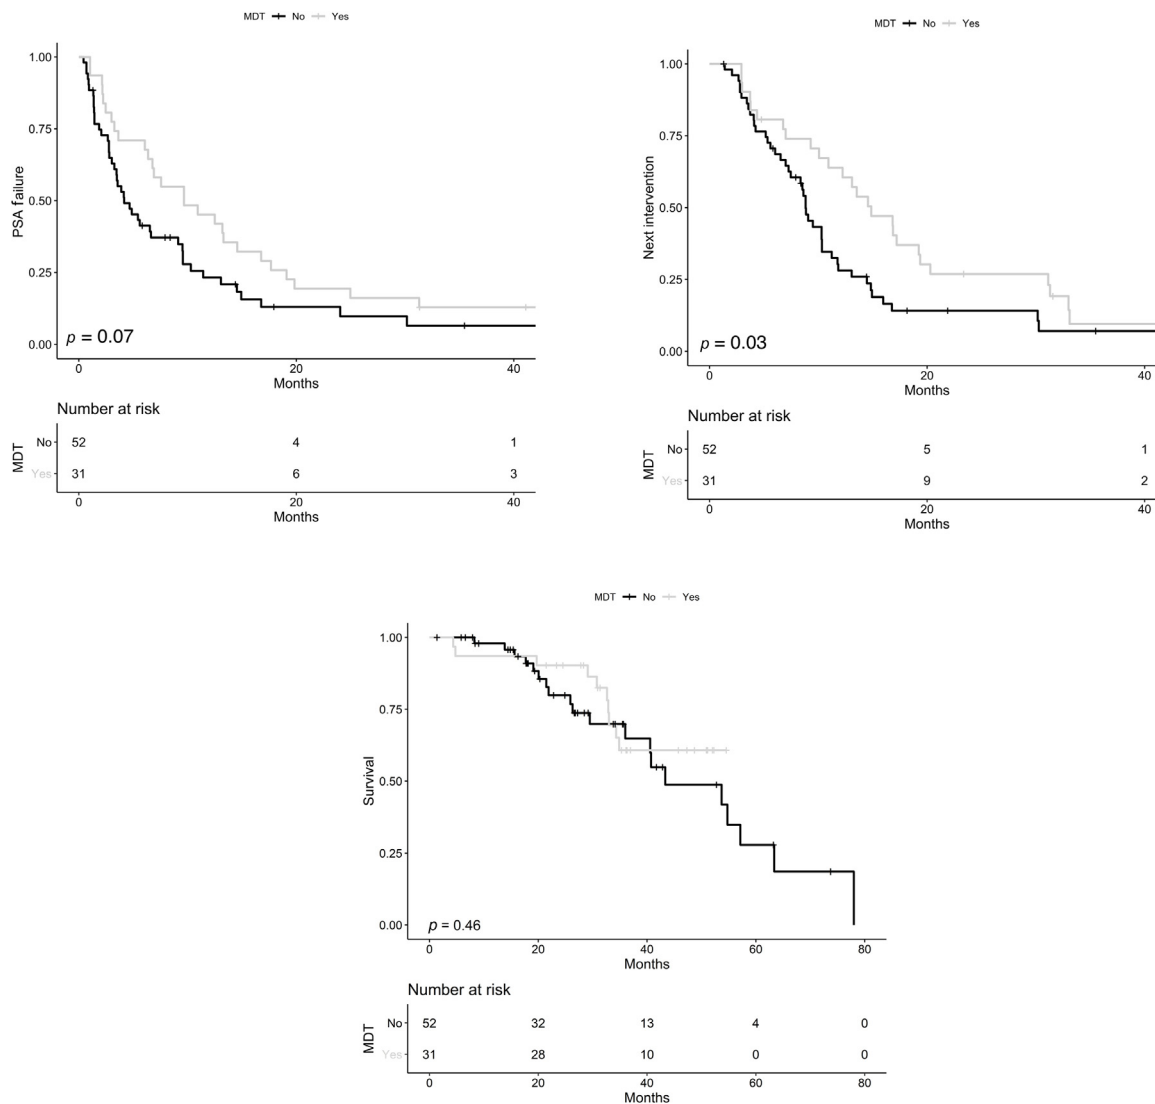 MDT No Yes
PSA failure
1.00
0.75
0.50
0.25
0.00
p = 0.07
0 20 40
Months
Number at risk
MDT
No 52 4 1
Yes 31 6 3
0 20 40
Months
MDT No Yes
Next intervention
1.00
0.75
0.50
0.25
0.00
p = 0.03
0 20 40
Months
Number at risk
MDT
No 52 5 1
Yes 31 9 2
0 20 40
Months
MDT No Yes
Survival
1.00
0.75
0.50
0.25
0.00
p = 0.46
0 20 40 60 80
Months
Number at risk
MDT
No 52 32 13 4 0
Yes 31 28 10 0 0
0 20 40 60 80
Months